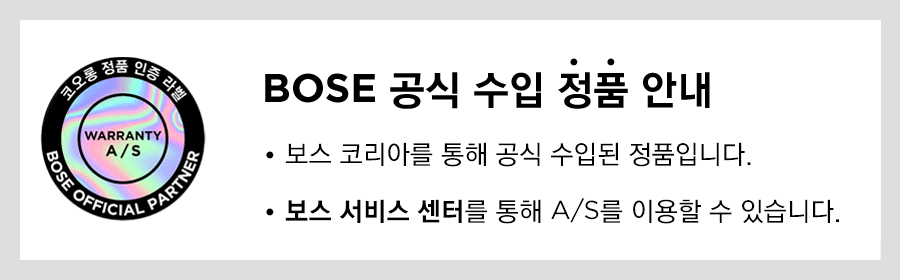 코오롱 정품 인증 라벨
WARRANTY
A/S
BOSE OFFICIAL PARTNER
BOSE 공식 수입 정품 안내
• 보스 코리아를 통해 공식 수입된 정품입니다.
• 보스 서비스 센터를 통해 A/S를 이용할 수 있습니다.